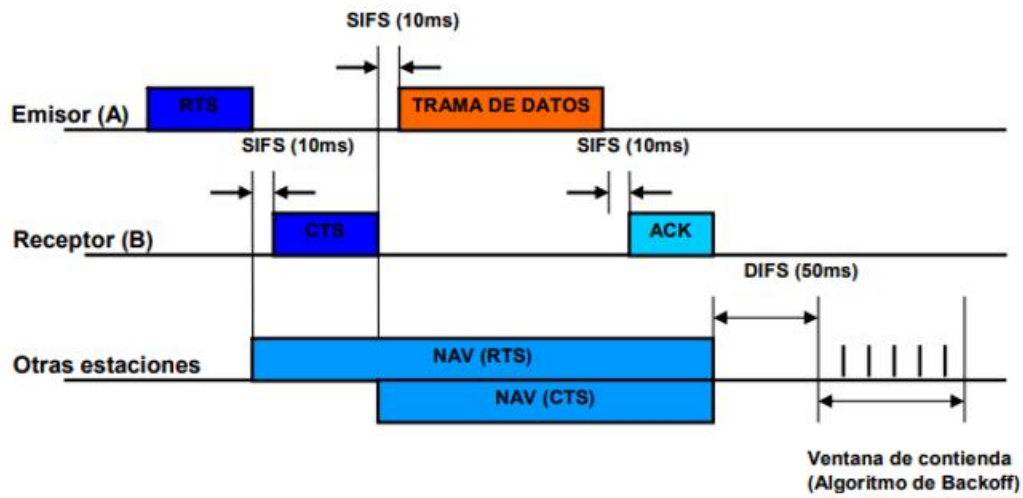 SIFS (10ms)
Emisor (A)
RTS
TRAMA DE DATOS
SIFS (10ms)
SIFS (10ms)
Receptor (B)
CTS
ACK
DIFS (50ms)
Otras estaciones
NAV (RTS)
NAV (CTS)
Ventana de contienda
(Algoritmo de Backoff)